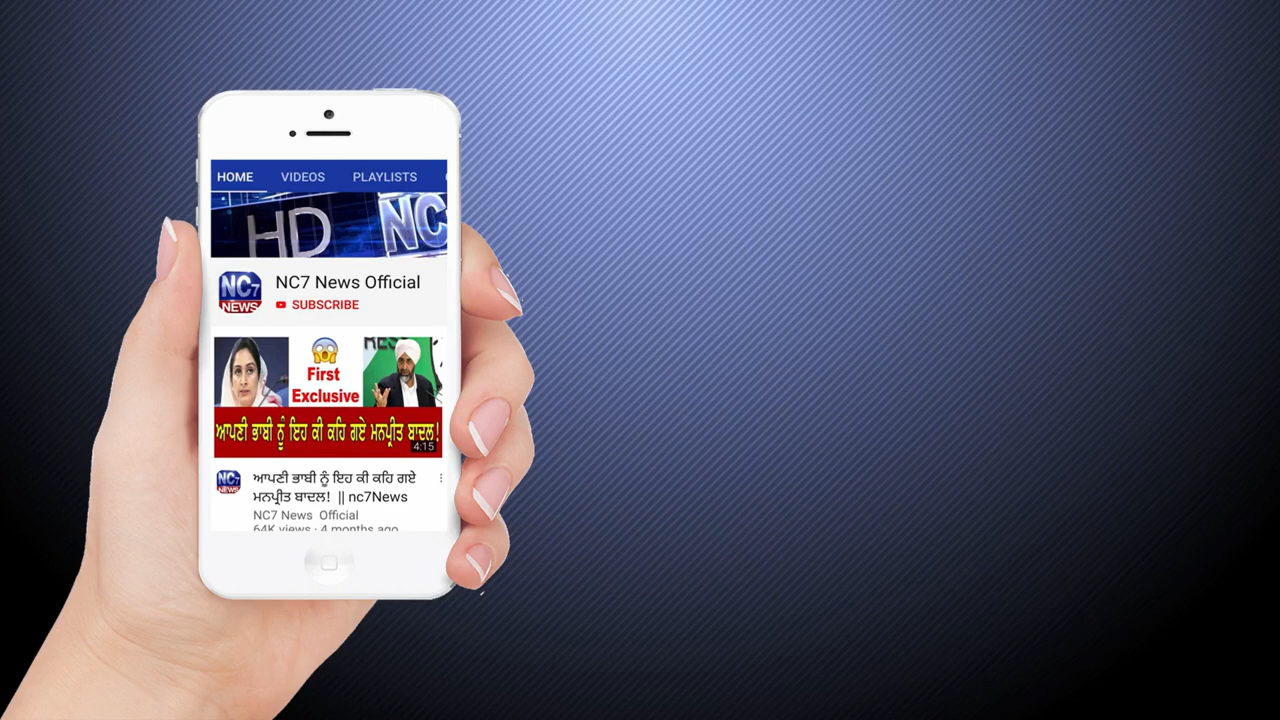 HOME VIDEOS PLAYLISTS
HD NC
NC7 News Official
NC7
NEWS
SUBSCRIBE
RES
First
Exclusive
ਆਪਣੀ ਭਾਬੀ ਨੂੰ ਇਹ ਕੀ ਕਹਿ ਗਏ ਮਨਪ੍ਰੀਤ ਬਾਦਲ!
4:15
NC7
NEWS
ਆਪਣੀ ਭਾਬੀ ਨੂੰ ਇਹ ਕੀ ਕਹਿ ਗਏ
ਮਨਪ੍ਰੀਤ ਬਾਦਲ! || nc7News
NC7 News Official
64K views · 4 months ago